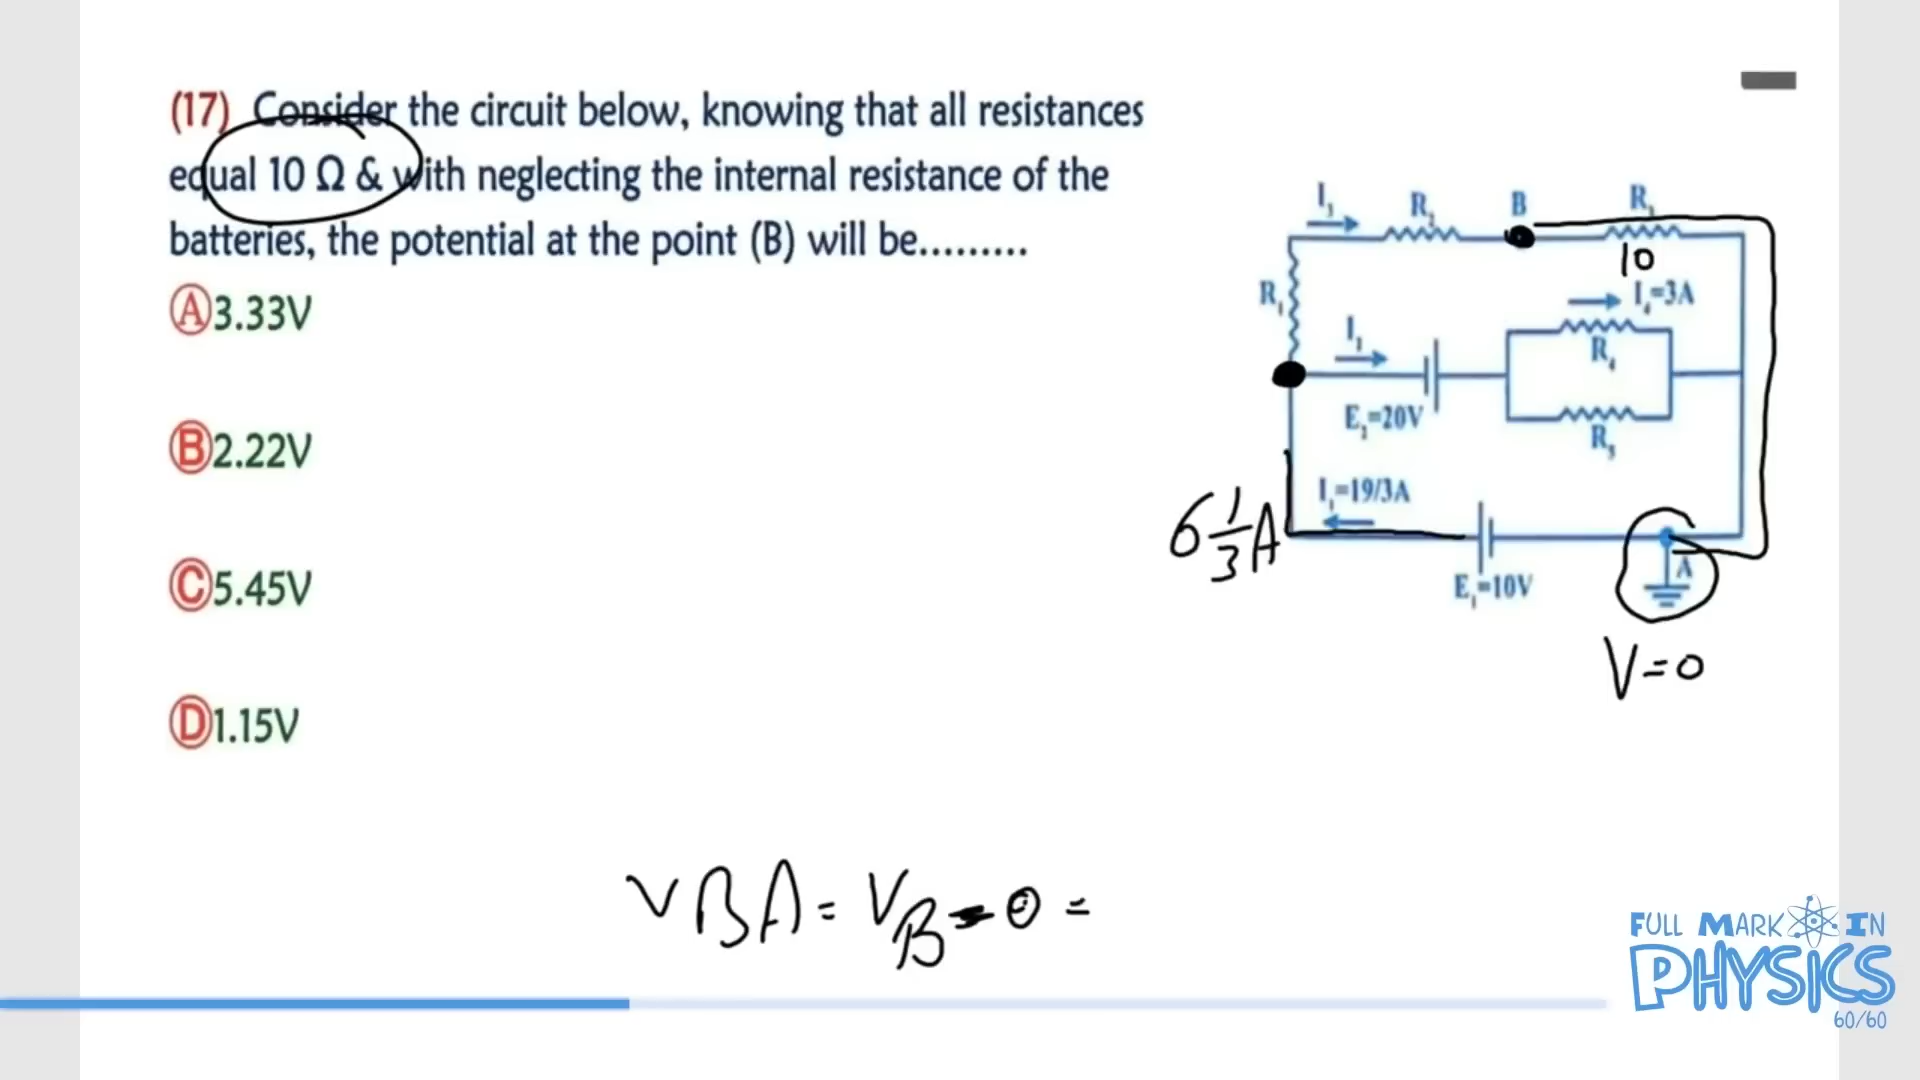 (17) Consider the circuit below, knowing that all resistances
equal 10 Ω & with neglecting the internal resistance of the
batteries, the potential at the point (B) will be.........
A 3.33V
B 2.22V
C 5.45V
D 1.15V
I₃ R₂ B R₃
10
R₁
I₄=3A
R₄
E₂=20V
R₅
I₁=19/3A
6 1/3 A
E₁=10V
A
V=0
VBA = VB - 0 =
FULL MARK IN
PHYSICS
60/60